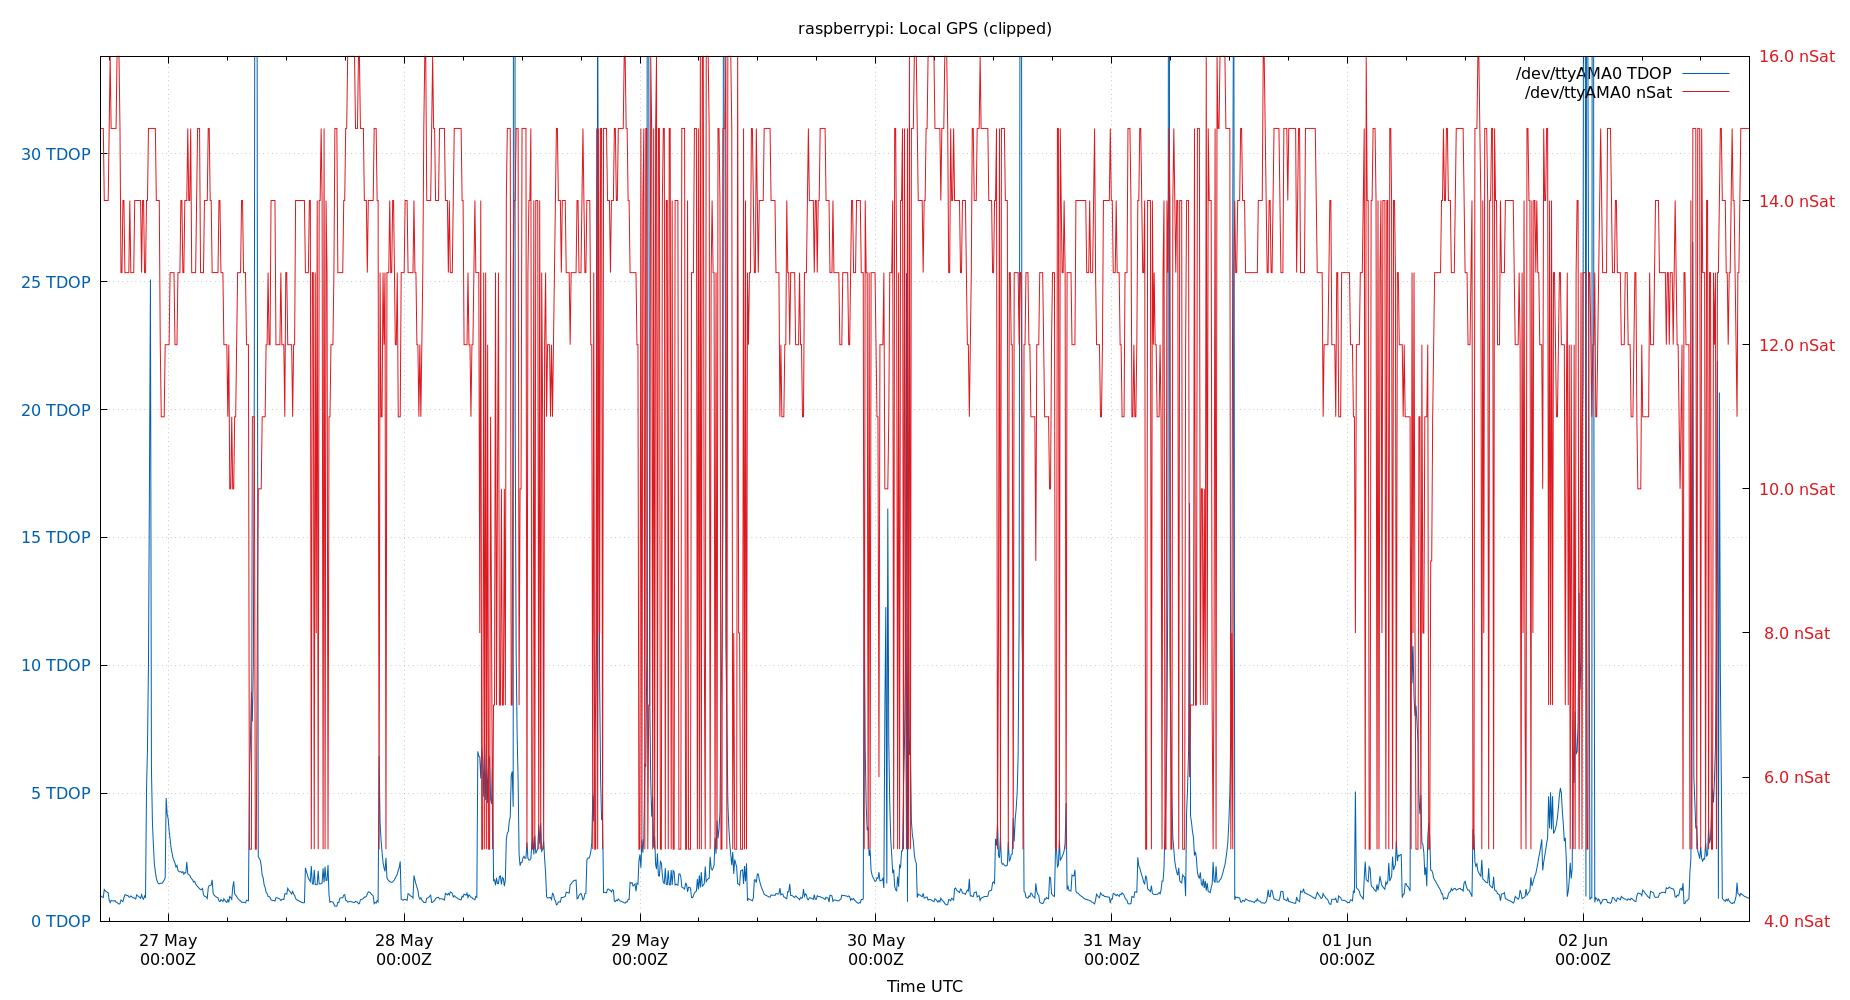 raspberrypi: Local GPS (clipped)
/dev/ttyAMA0 TDOP
/dev/ttyAMA0 nSat
30 TDOP
25 TDOP
20 TDOP
15 TDOP
10 TDOP
5 TDOP
0 TDOP
16.0 nSat
14.0 nSat
12.0 nSat
10.0 nSat
8.0 nSat
6.0 nSat
4.0 nSat
27 May
00:00Z
28 May
00:00Z
29 May
00:00Z
30 May
00:00Z
31 May
00:00Z
01 Jun
00:00Z
02 Jun
00:00Z
Time UTC